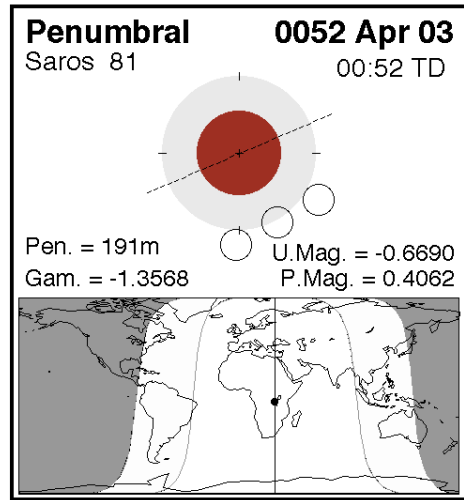 Penumbral 0052 Apr 03
Saros 81 00:52 TD
Pen. = 191m U.Mag. = -0.6690
Gam. = -1.3568 P.Mag. = 0.4062